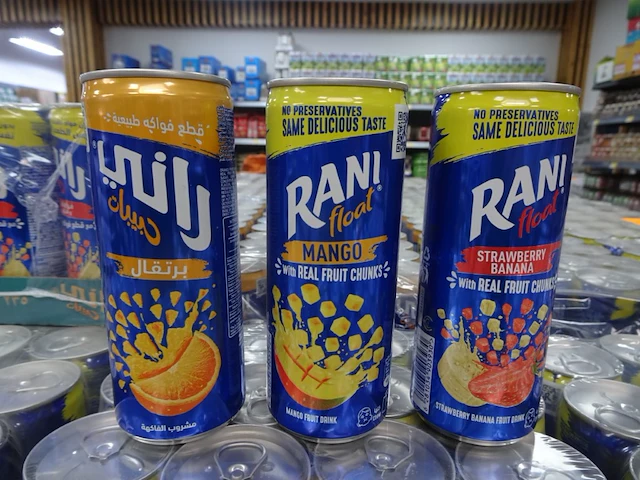 قطع فواكه طبيعية
راني
حبيبات
برتقال
مشروب الفاكهة
NO PRESERVATIVES
SAME DELICIOUS TASTE
RANI
float
MANGO
with REAL FRUIT CHUNKS
MANGO FRUIT DRINK
NO PRESERVATIVES
SAME DELICIOUS TASTE
RANI
float
STRAWBERRY
BANANA
with REAL FRUIT CHUNKS
STRAWBERRY BANANA FRUIT DRINK